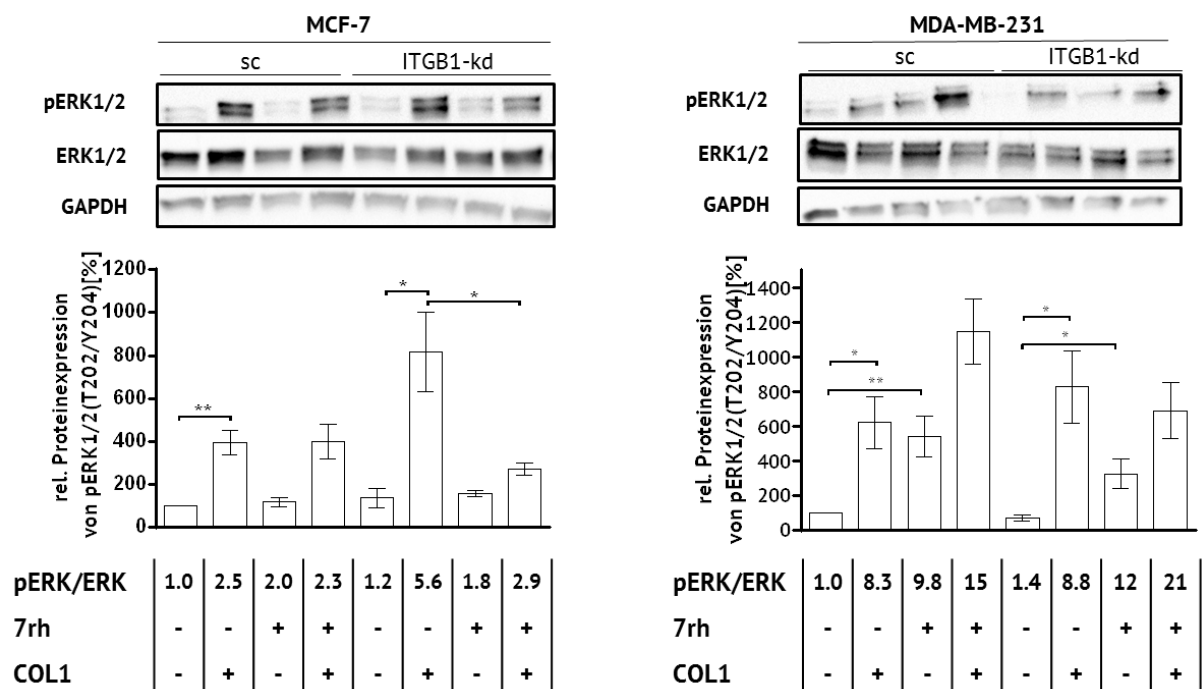 MCF-7
sc ITGB1-kd
pERK1/2
ERK1/2
GAPDH
rel. Proteinexpression
von pERK1/2(T202/Y204)[%]
1200
1000
800
600
400
200
0
**
*
*
pERK/ERK 1.0 2.5 2.0 2.3 1.2 5.6 1.8 2.9
7rh - - + + - - + +
COL1 - + - + - + - +
MDA-MB-231
sc ITGB1-kd
pERK1/2
ERK1/2
GAPDH
rel. Proteinexpression
von pERK1/2(T202/Y204)[%]
1400
1200
1000
800
600
400
200
0
*
**
*
*
pERK/ERK 1.0 8.3 9.8 15 1.4 8.8 12 21
7rh - - + + - - + +
COL1 - + - + - + - +